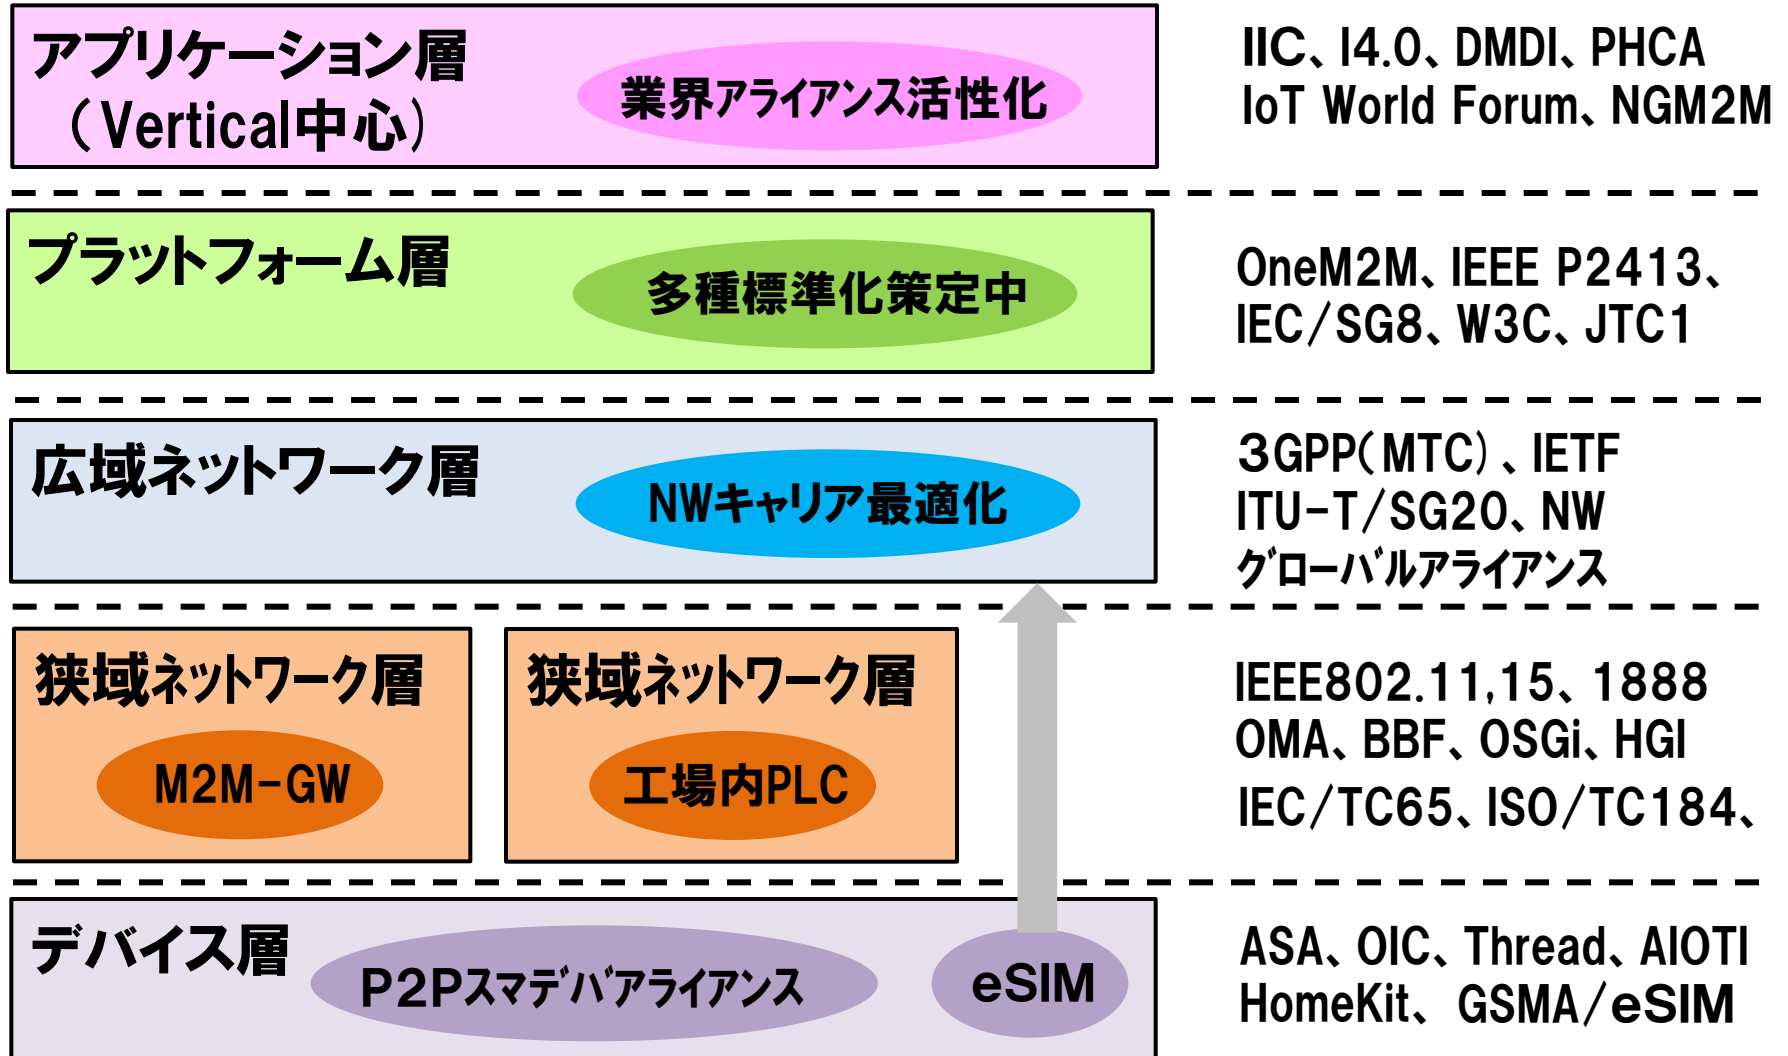 アプリケーション層
（Vertical中心）
業界アライアンス活性化
IIC、I4.0、DMDI、PHCA
IoT World Forum、NGM2M
プラットフォーム層
多種標準化策定中
OneM2M、IEEE P2413、
IEC/SG8、W3C、JTC1
広域ネットワーク層
NWキャリア最適化
３GPP（MTC）、IETF
ITU-T/SG20、NW
グローバルアライアンス
狭域ネットワーク層
M2M-GW
狭域ネットワーク層
工場内PLC
IEEE802.11,15、1888
OMA、BBF、OSGi、HGI
IEC/TC65、ISO/TC184、
デバイス層
P2Pスマデバアライアンス
eSIM
ASA、OIC、Thread、AIOTI
HomeKit、GSMA/eSIM